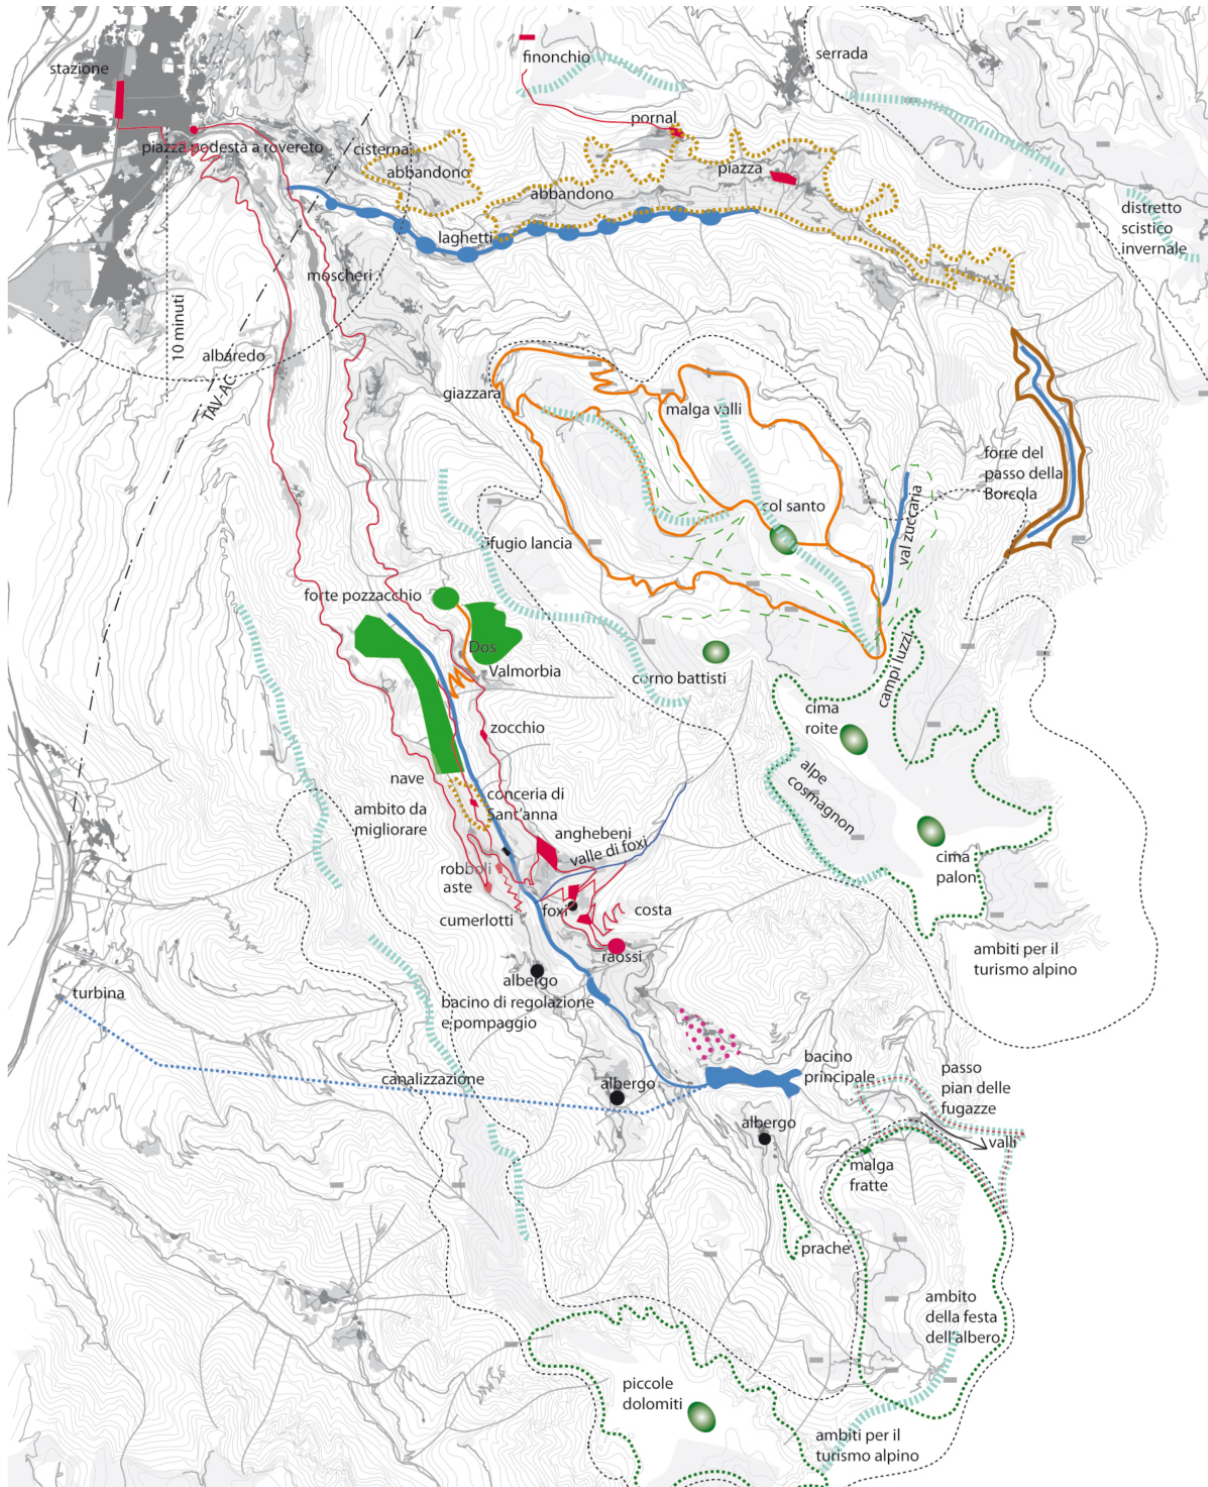 finonchio
serrada
stazione
pornal
piazza podestà a rovereto
cisterna
abbandono
piazza
abbandono
distretto
scistico
invernale
laghetti
moscheri
10 minuti
albaredo
TAV-AC
giazzara
malga valli
forre del
passo della
Borcola
col santo
val zuccaria
ifugio lancia
forte pozzacchio
Dos
Valmorbia
corno battisti
campi luzzi
cima
roite
zocchio
alpe
cosmagnon
nave
conceria di
Sant'anna
ambito da
migliorare
anghebeni
valle di foxi
cima
palon
robboli
aste
foxi
costa
cumerlotti
raossi
ambiti per il
turismo alpino
albergo
turbina
bacino di regolazione
e pompaggio
bacino
principale
passo
pian delle
fugazze
canalizzazione
albergo
albergo
valli
malga
fratte
prache
ambito
della festa
dell'albero
piccole
dolomiti
ambiti per il
turismo alpino